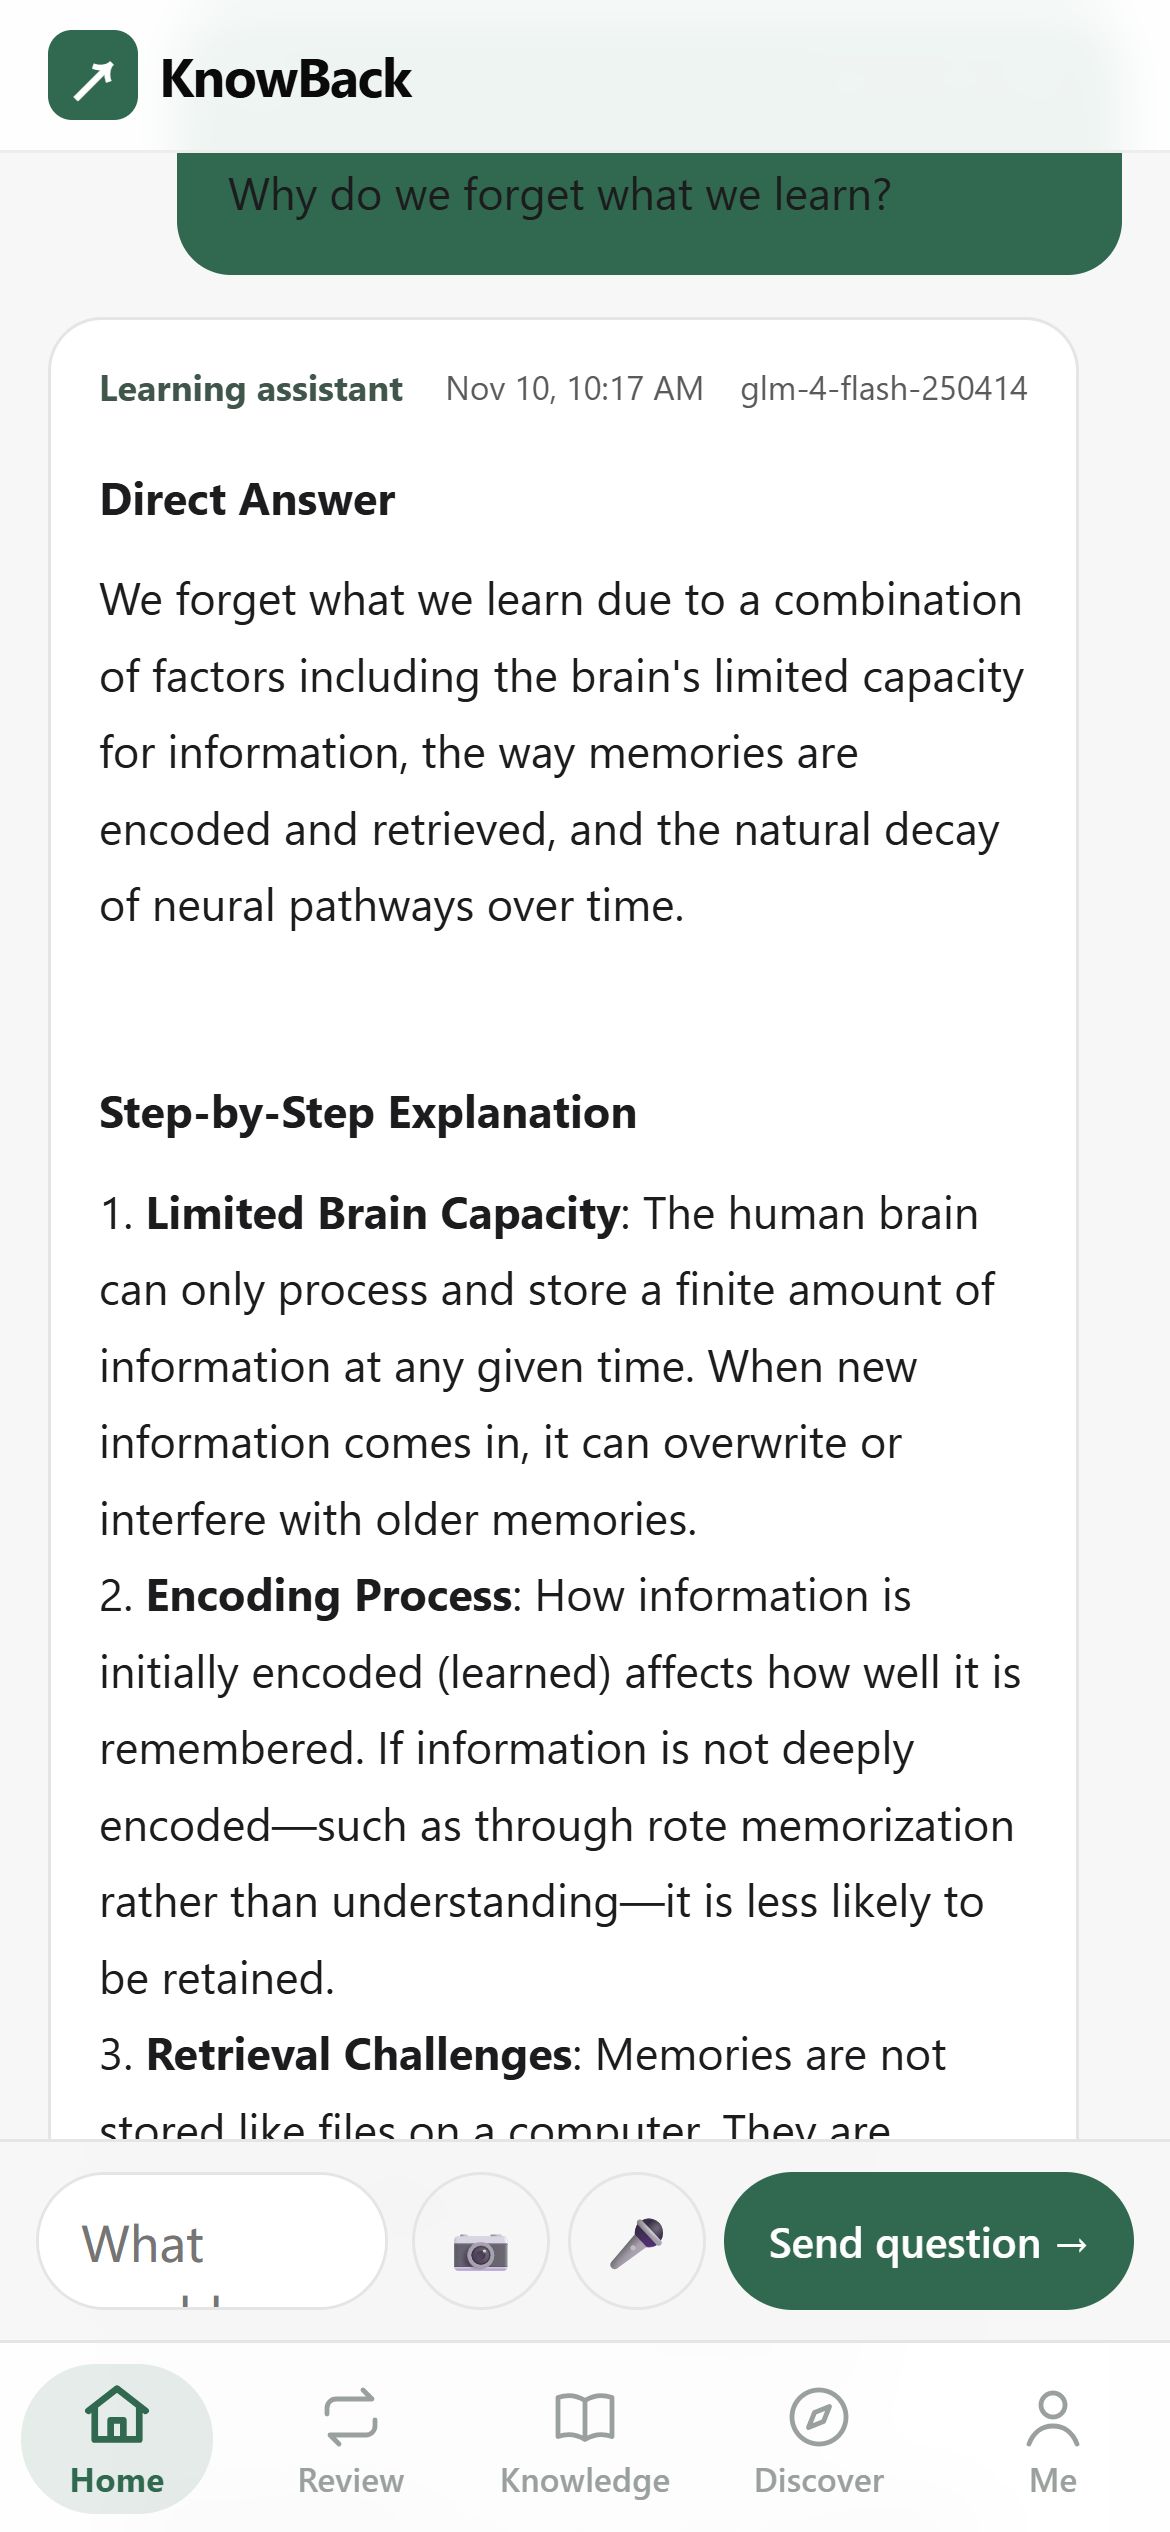 KnowBack
Why do we forget what we learn?
Learning assistant Nov 10, 10:17 AM glm-4-flash-250414
Direct Answer
We forget what we learn due to a combination
of factors including the brain's limited capacity
for information, the way memories are
encoded and retrieved, and the natural decay
of neural pathways over time.
Step-by-Step Explanation
1. Limited Brain Capacity: The human brain
can only process and store a finite amount of
information at any given time. When new
information comes in, it can overwrite or
interfere with older memories.
2. Encoding Process: How information is
initially encoded (learned) affects how well it is
remembered. If information is not deeply
encoded—such as through rote memorization
rather than understanding—it is less likely to
be retained.
3. Retrieval Challenges: Memories are not
stored like files on a computer. They are
What
Send question →
Home Review Knowledge Discover Me